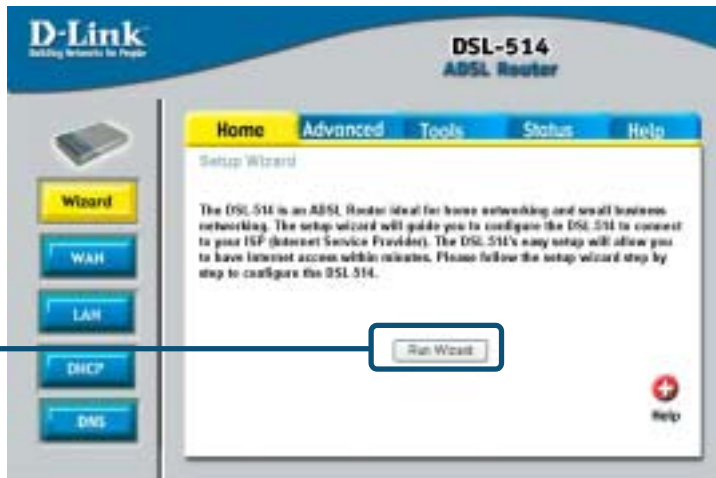 D-Link
Building Networks for People
DSL-514
ADSL Router
Home Advanced Tools Status Help
Setup Wizard
Wizard
WAN
LAN
DHCP
DNS
The DSL-514 is an ADSL Router ideal for home networking and small business
networking. The setup wizard will guide you to configure the DSL-514 to connect
to your ISP (Internet Service Provider). The DSL-514's easy setup will allow you
to have Internet access within minutes. Please follow the setup wizard step by
step to configure the DSL-514.
Run Wizard
Help